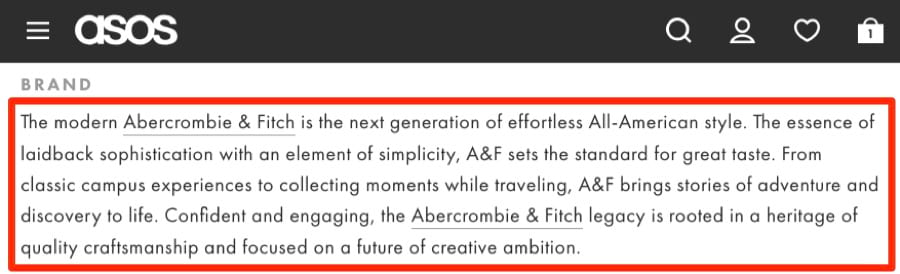 asos
1
BRAND
The modern Abercrombie & Fitch is the next generation of effortless All-American style. The essence of
laidback sophistication with an element of simplicity, A&F sets the standard for great taste. From
classic campus experiences to collecting moments while traveling, A&F brings stories of adventure and
discovery to life. Confident and engaging, the Abercrombie & Fitch legacy is rooted in a heritage of
quality craftsmanship and focused on a future of creative ambition.